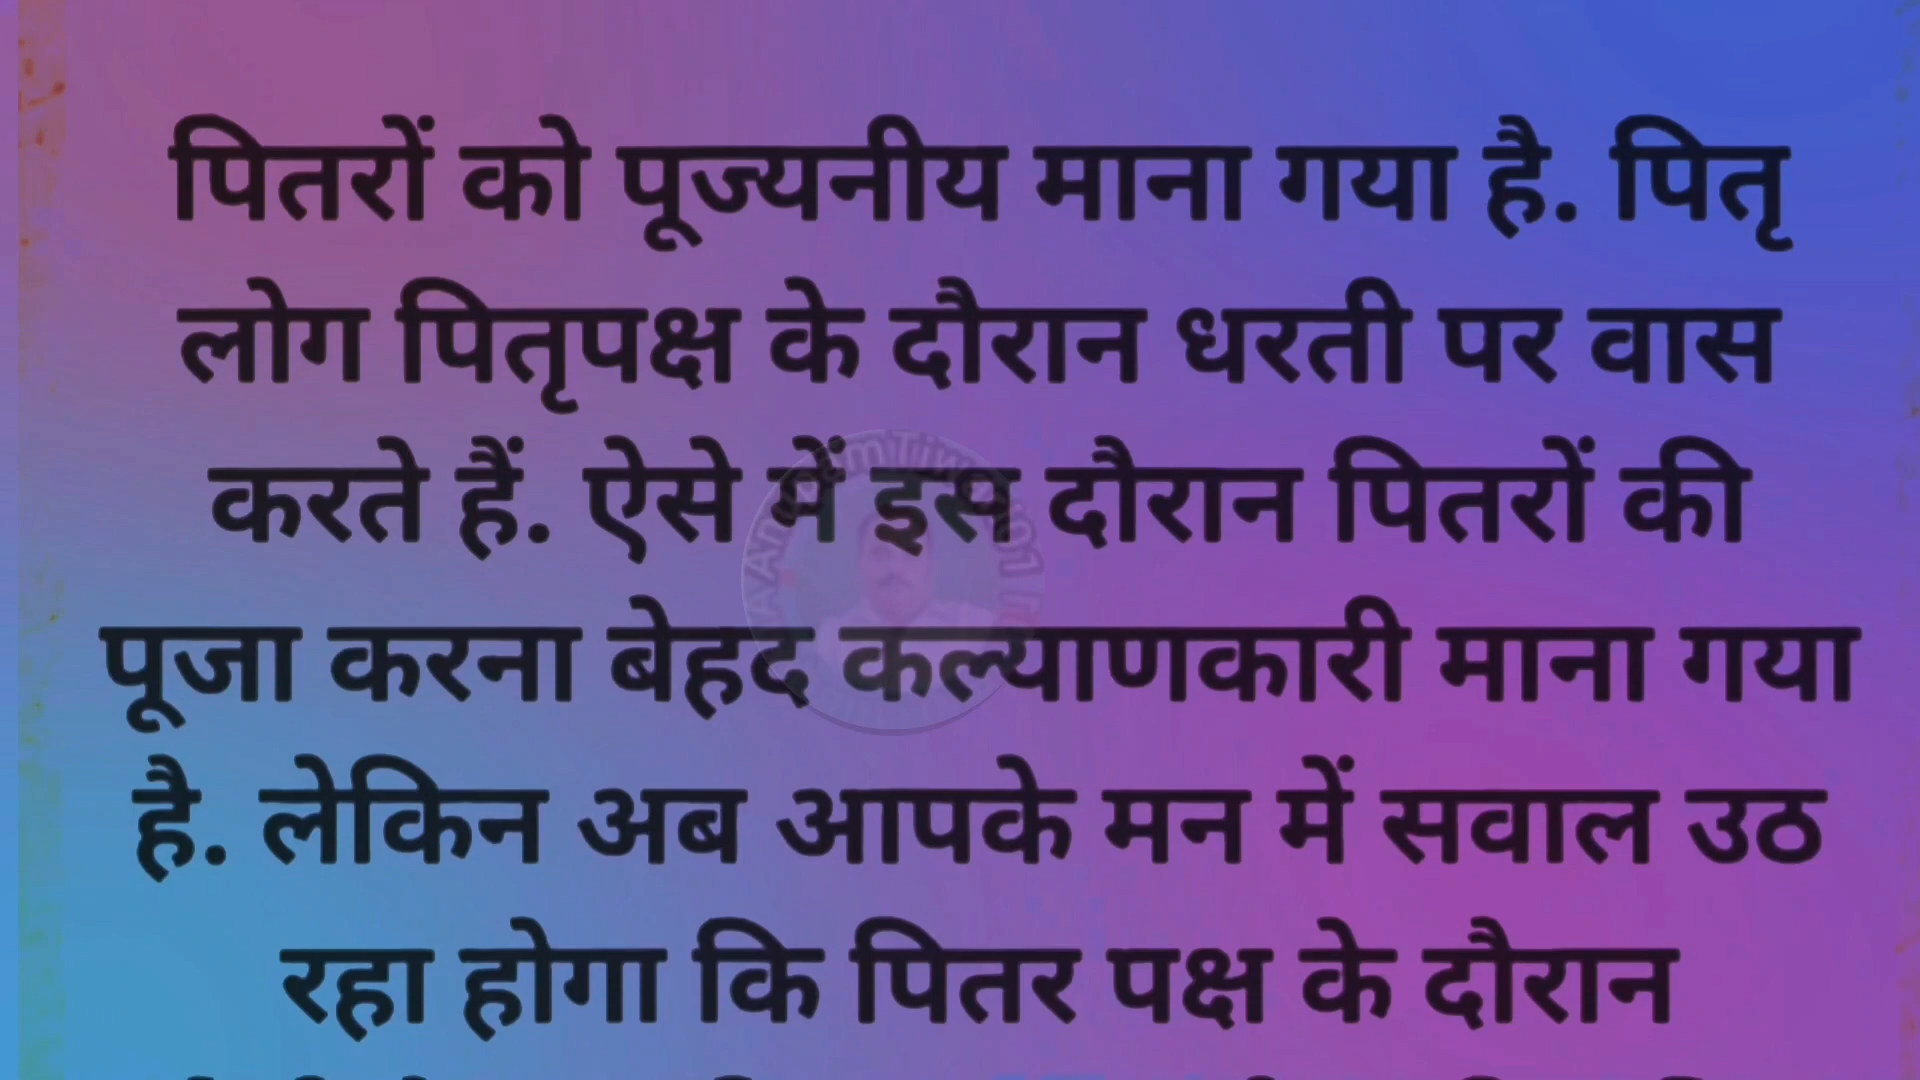 पितरों को पूज्यनीय माना गया है. पितृ
लोग पितृपक्ष के दौरान धरती पर वास
करते हैं. ऐसे में इस दौरान पितरों की
पूजा करना बेहद कल्याणकारी माना गया
है. लेकिन अब आपके मन में सवाल उठ
रहा होगा कि पितर पक्ष के दौरान